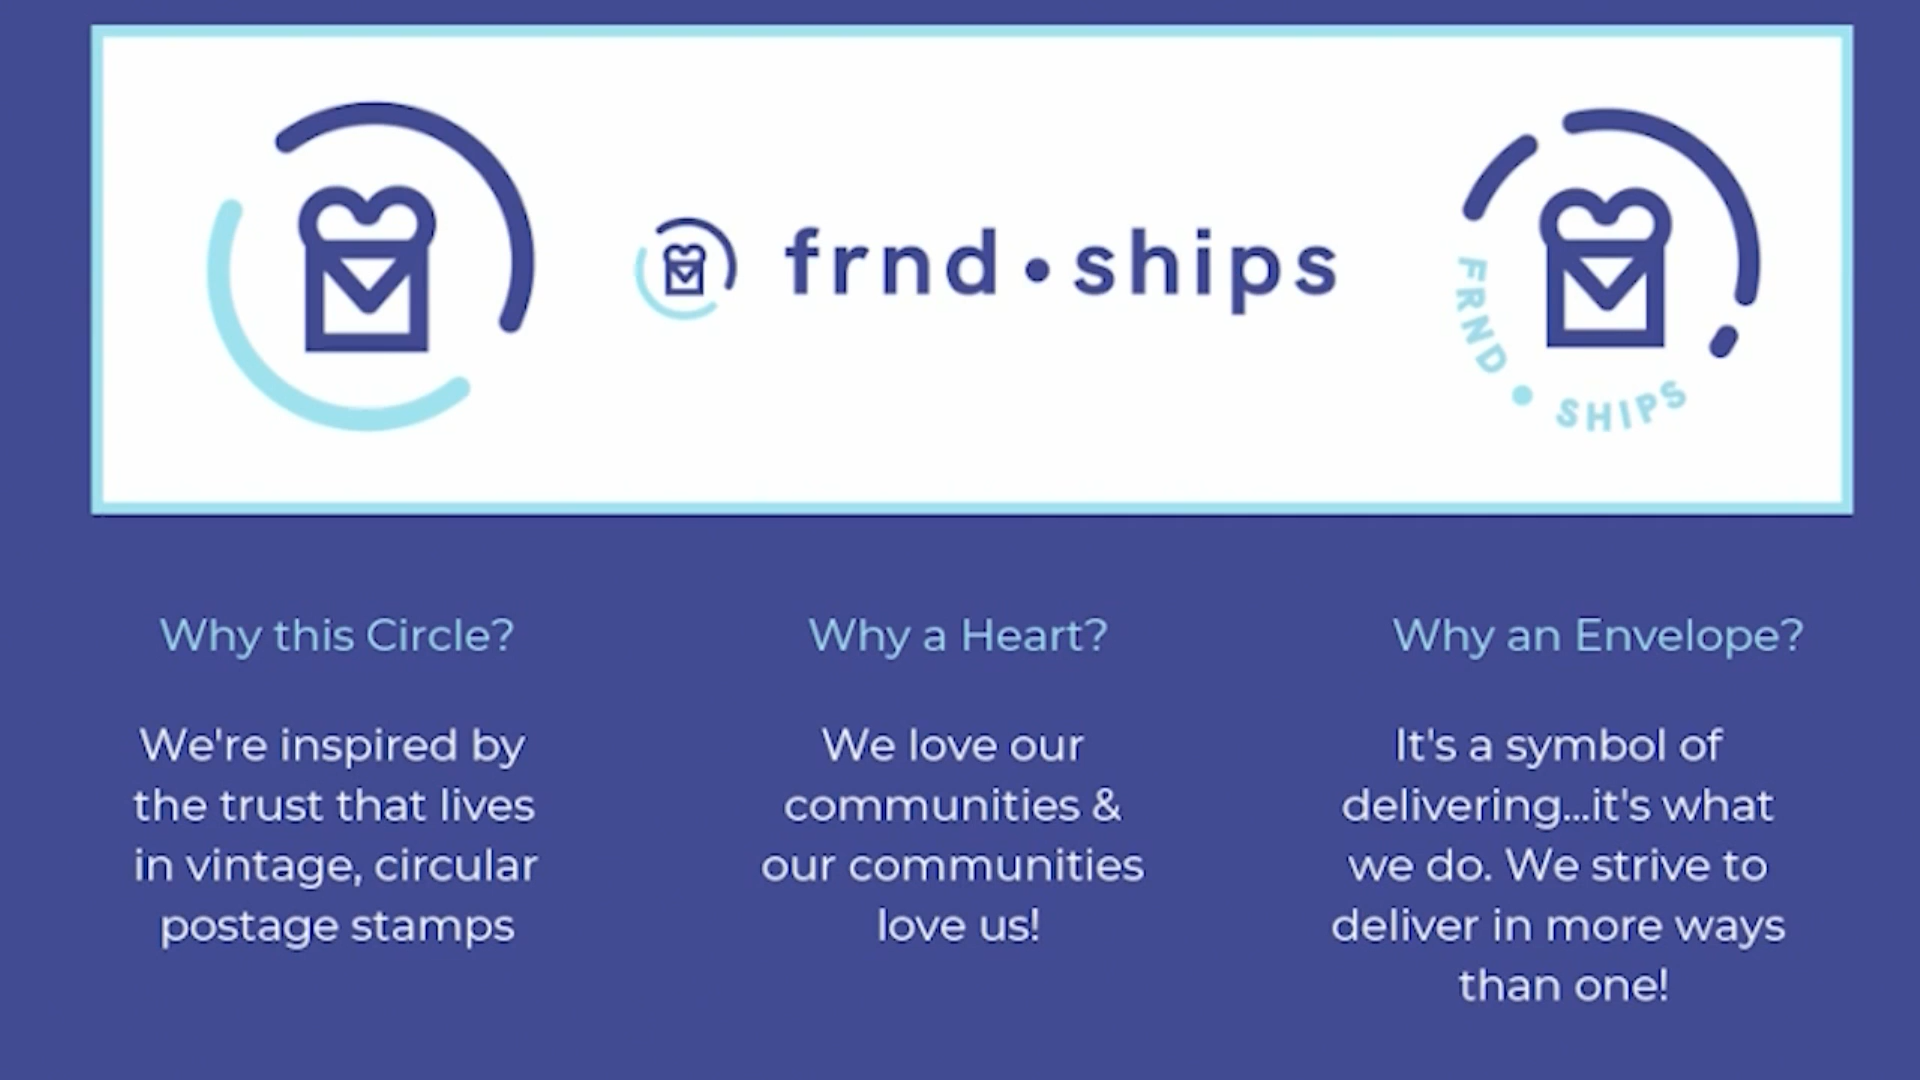 frnd•ships
FRND • SHIPS
Why this Circle?
We're inspired by
the trust that lives
in vintage, circular
postage stamps
Why a Heart?
We love our
communities &
our communities
love us!
Why an Envelope?
It's a symbol of
delivering...it's what
we do. We strive to
deliver in more ways
than one!